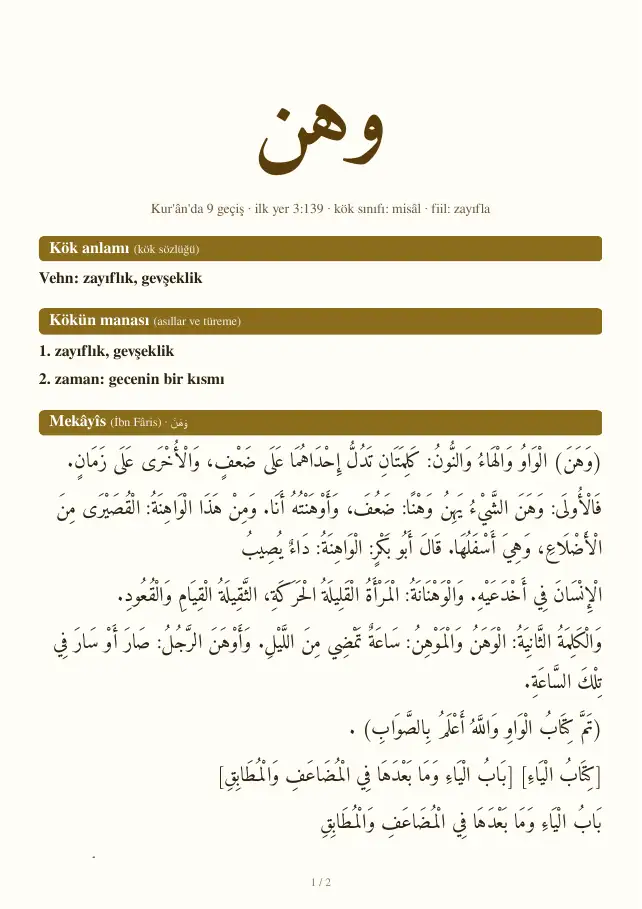 وهن
Kur'ân'da 9 geçiş · ilk yer 3:139 · kök sınıfı: misâl · fiil: zayıfla
Kök anlamı (kök sözlüğü)
Vehn: zayıflık, gevşeklik
Kökün manası (asıllar ve türeme)
1. zayıflık, gevşeklik
2. zaman: gecenin bir kısmı
Mekâyîs (İbn Fâris) · وَهَنَ
(وَهَنَ) الْوَاوُ وَالْهَاءُ وَالنُّونُ: كَلِمَتَانِ تَدُلُّ إِحْدَاهُمَا عَلَى ضَعْفٍ، وَالْأُخْرَى عَلَى زَمَانٍ.
فَالْأُولَى: وَهَنَ الشَّيْءُ يَهِنُ وَهْنًا: ضَعُفَ، وَأَوْهَنْتُهُ أَنَا. وَمِنْ هَذَا الْوَاهِنَةُ: الْقُصَيْرَى مِنَ
الْأَضْلَاعِ، وَهِيَ أَسْفَلُهَا. قَالَ أَبُو بَكْرٍ: الْوَاهِنَةُ: دَاءٌ يُصِيبُ
الْإِنْسَانَ فِي أَخْدَعَيْهِ. وَالْوَهْنَانَةُ: الْمَرْأَةُ الْقَلِيلَةُ الْحَرَكَةِ، الثَّقِيلَةُ الْقِيَامِ وَالْقُعُودِ.
وَالْكَلِمَةُ الثَّانِيَةُ: الْوَهَنُ وَالْمَوْهِنُ: سَاعَةٌ تَمْضِي مِنَ اللَّيْلِ. وَأَوْهَنَ الرَّجُلُ: صَارَ أَوْ سَارَ فِي
تِلْكَ السَّاعَةِ.
(تَمَّ كِتَابُ الْوَاوِ وَاللَّهُ أَعْلَمُ بِالصَّوَابِ) .
[كِتَابُ الْيَاءِ] [بَابُ الْيَاءِ وَمَا بَعْدَهَا فِي الْمُضَاعَفِ وَالْمُطَابِقِ]
بَابُ الْيَاءِ وَمَا بَعْدَهَا فِي الْمُضَاعَفِ وَالْمُطَابِقِ
.
1 / 2